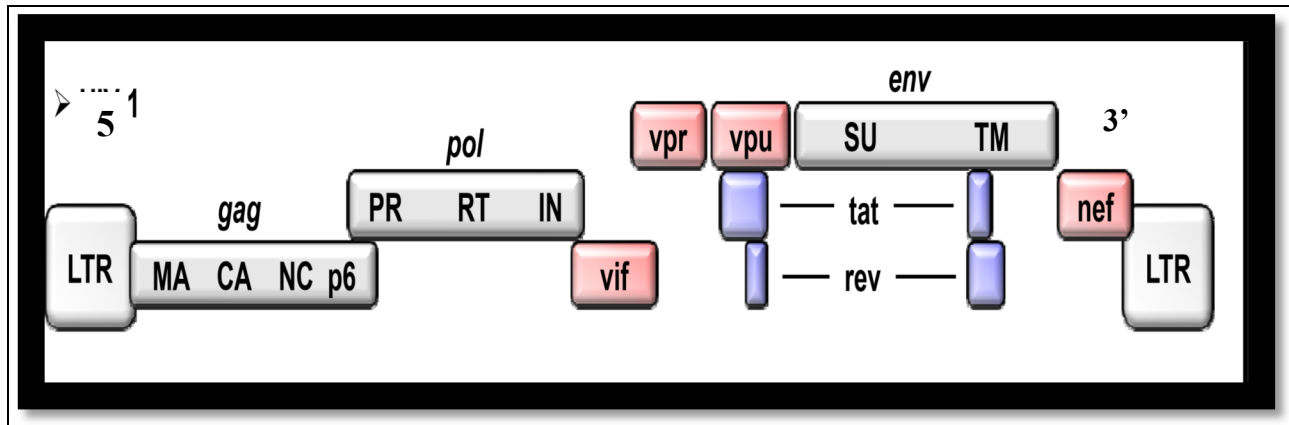 env
➢ 1
5
3’
vpr vpu SU TM
pol
PR RT IN tat nef
gag
LTR MA CA NC p6 vif rev LTR